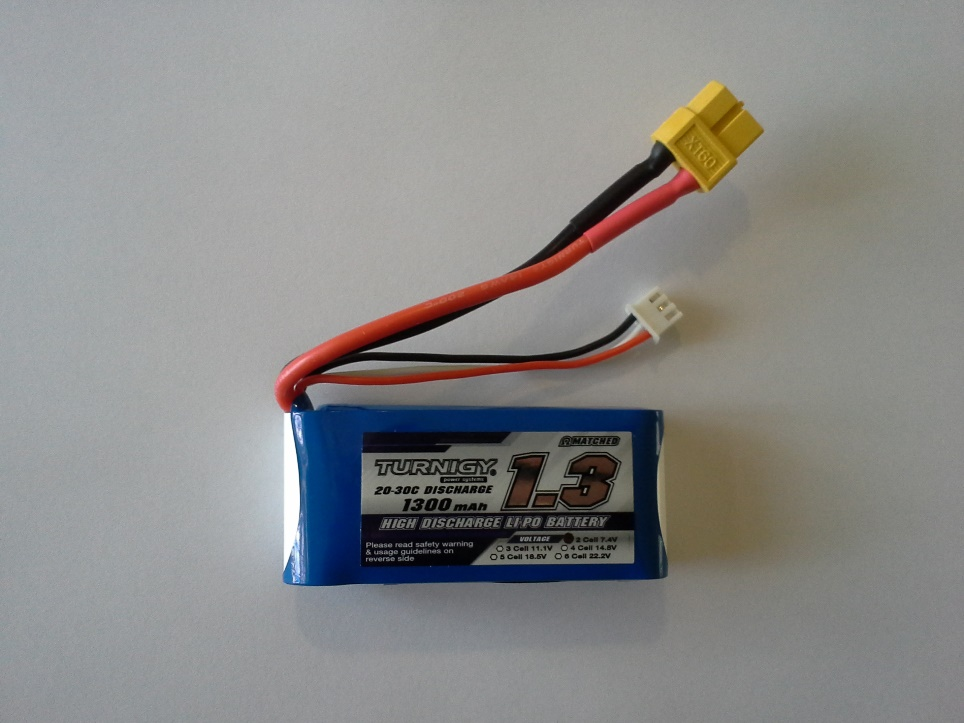 XT60
R MATCHED
TURNIGY®
power systems
1.3
20-30C DISCHARGE
1300 mAh
HIGH DISCHARGE LI-PO BATTERY
VOLTAGE 2 Cell 7.4V
Please read safety warning
3 Cell 11.1V 4 Cell 14.8V
& usage guidelines on
5 Cell 18.5V 6 Cell 22.2V
reverse side